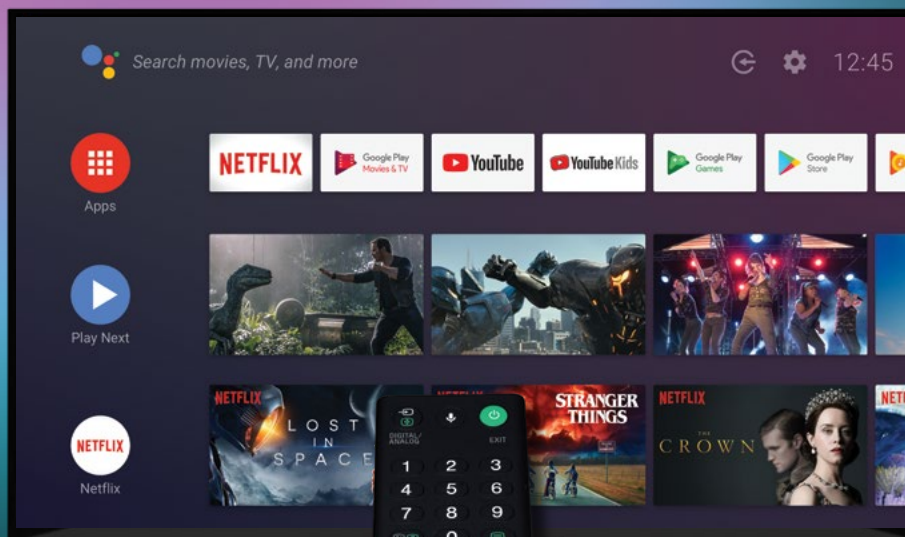 Search movies, TV, and more
12:45
Apps
NETFLIX
Google Play
Movies & TV
YouTube
YouTube Kids
Google Play
Games
Google Play
Store
Play Next
NETFLIX
Netflix
NETFLIX
LOST
IN
SPACE
STRANGER
THINGS
NETFLIX
THE
CROWN
DIGITAL/
ANALOG
EXIT
1 2 3
4 5 6
7 8 9
0